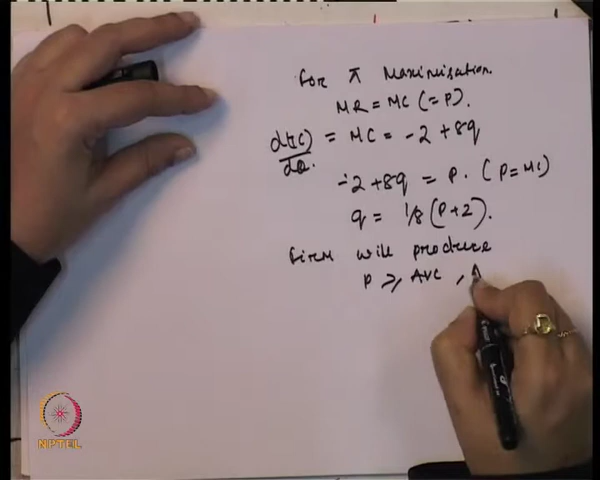 for π Maximisation.
MR = MC (= P).
d(TC)/dQ. = MC = -2 + 8q
-2 + 8q = P. (P = MC)
q = 1/8 (P+2).
firm will produce
P ≥ AVC , A
NPTEL